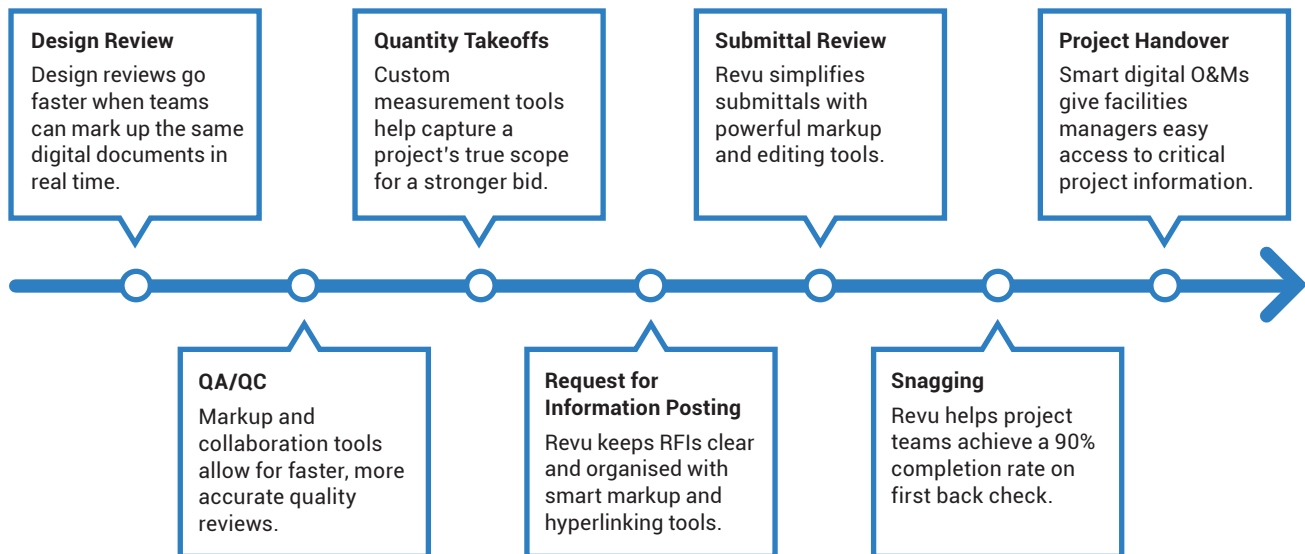 Design Review
Design reviews go
faster when teams
can mark up the same
digital documents in
real time.
Quantity Takeoffs
Custom
measurement tools
help capture a
project's true scope
for a stronger bid.
Submittal Review
Revu simplifies
submittals with
powerful markup
and editing tools.
Project Handover
Smart digital O&Ms
give facilities
managers easy
access to critical
project information.
QA/QC
Markup and
collaboration tools
allow for faster, more
accurate quality
reviews.
Request for
Information Posting
Revu keeps RFIs clear
and organised with
smart markup and
hyperlinking tools.
Snagging
Revu helps project
teams achieve a 90%
completion rate on
first back check.